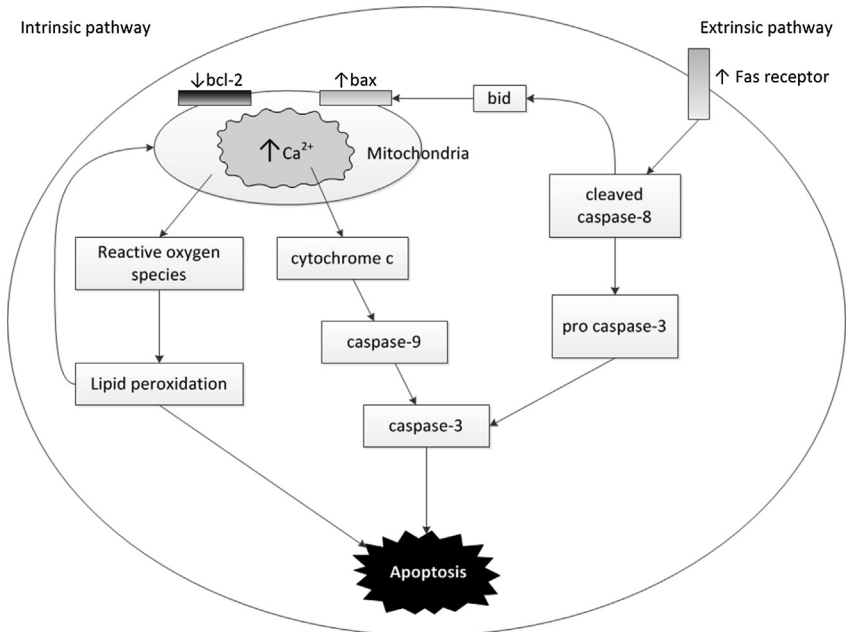 Intrinsic pathway
Extrinsic pathway
↓bcl-2
↑bax
bid
↑ Fas receptor
↑Ca²⁺
Mitochondria
cleaved
caspase-8
Reactive oxygen
species
cytochrome c
pro caspase-3
caspase-9
Lipid peroxidation
caspase-3
Apoptosis